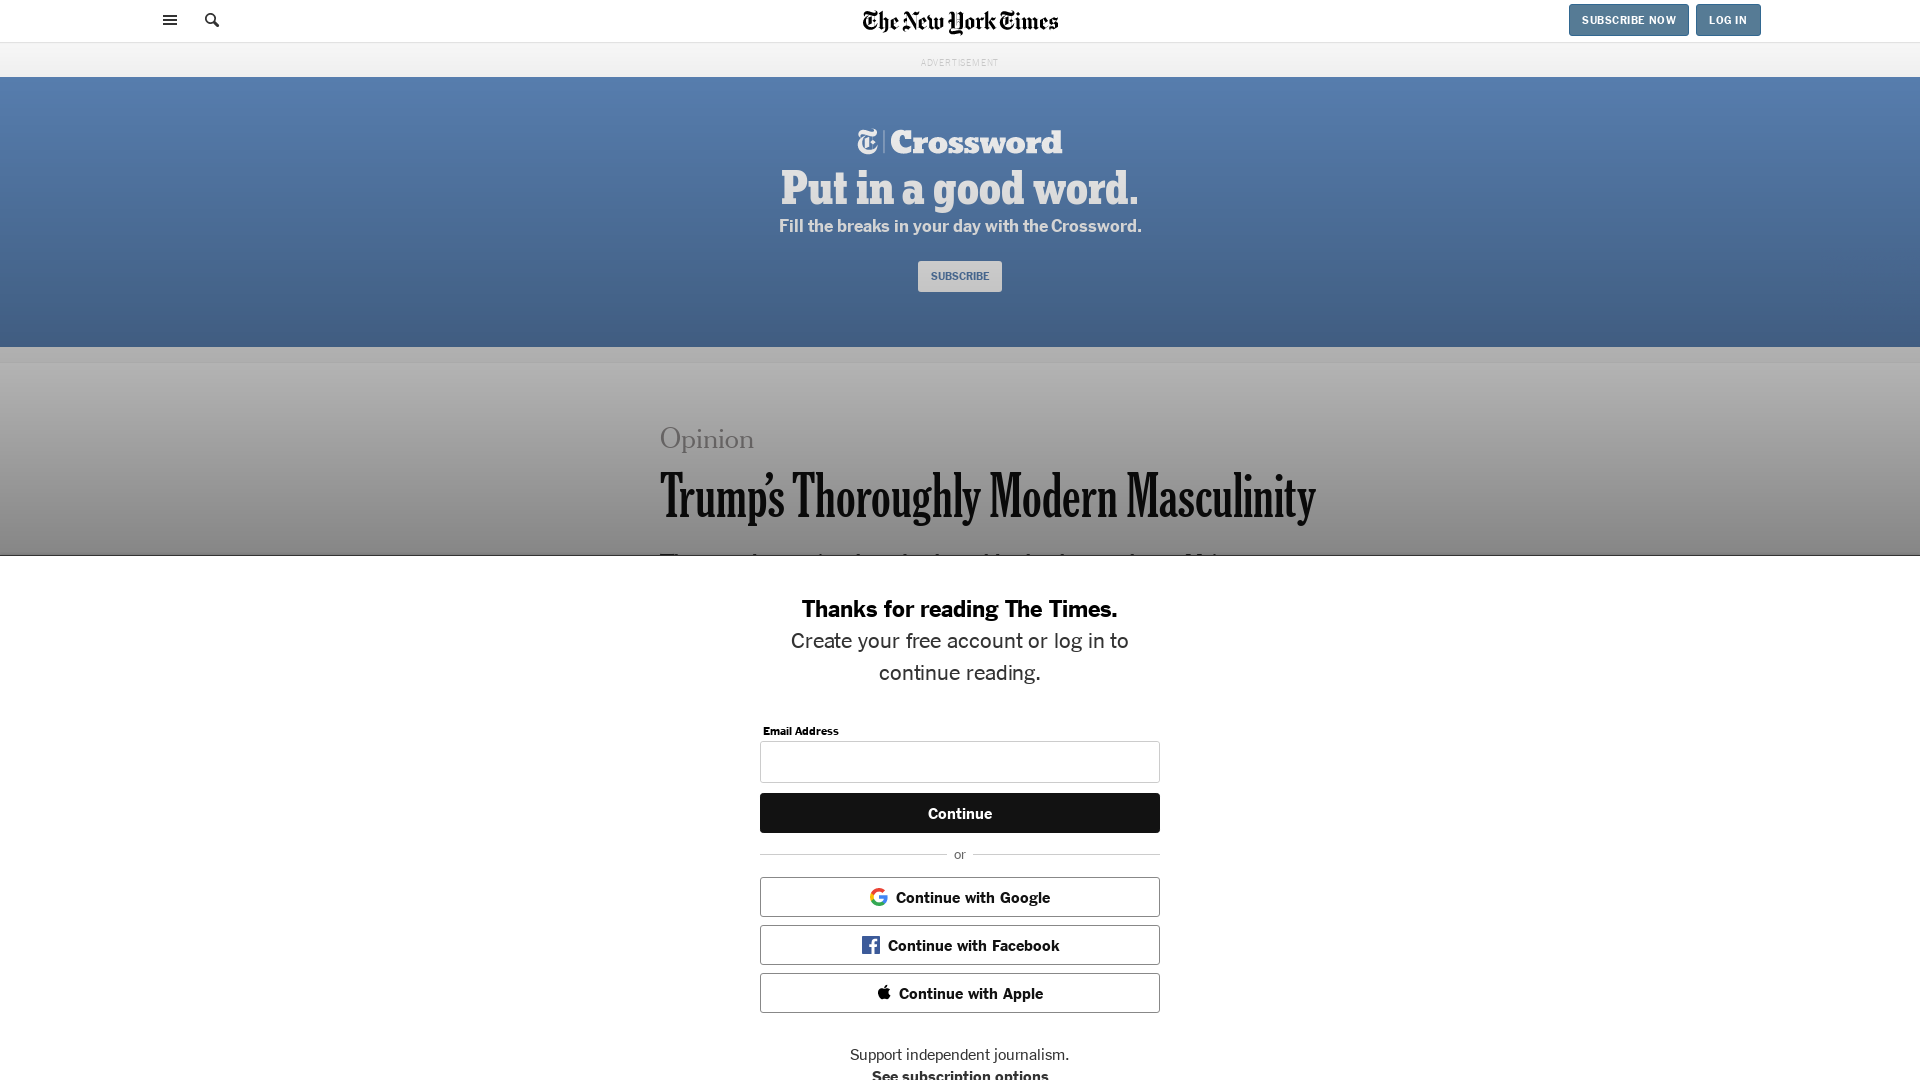 The New York Times
SUBSCRIBE NOW
LOG IN
ADVERTISEMENT
Crossword
Put in a good word.
Fill the breaks in your day with the Crossword.
SUBSCRIBE
Opinion
Trump’s Thoroughly Modern Masculinity
Thanks for reading The Times.
Create your free account or log in to
continue reading.
Email Address
Continue
or
Continue with Google
Continue with Facebook
Continue with Apple
Support independent journalism.
See subscription options